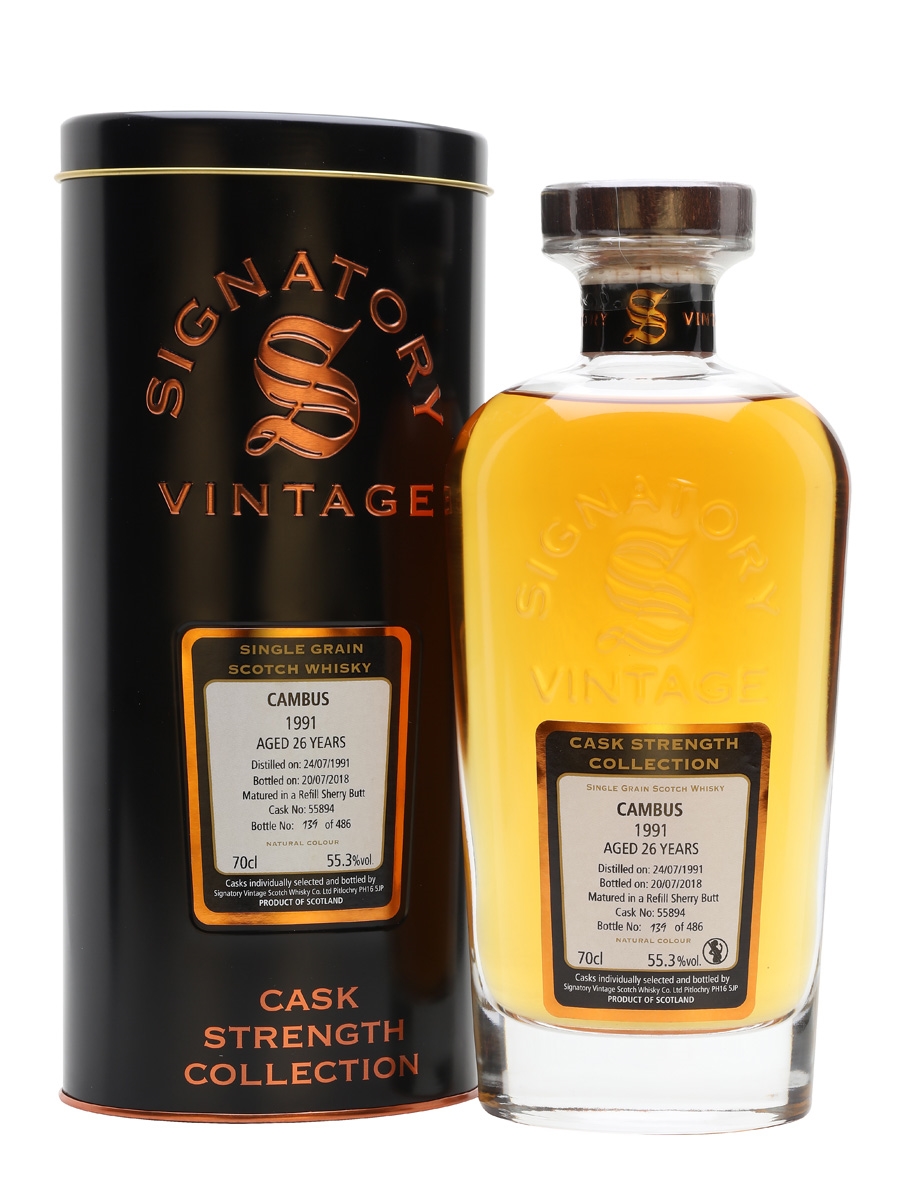 SIGNATORY
S
VINTAGE
SINGLE GRAIN
SCOTCH WHISKY
CAMBUS
1991
AGED 26 YEARS
Distilled on: 24/07/1991
Bottled on: 20/07/2018
Matured in a Refill Sherry Butt
Cask No: 55894
Bottle No: 139 of 486
NATURAL COLOUR
70cl 55.3%vol.
Casks individually selected and bottled by
Signatory Vintage Scotch Whisky Co. Ltd Pitlochry PH16 5JP
PRODUCT OF SCOTLAND
CASK
STRENGTH
COLLECTION
S VINT
SIGNATORY
S
VINTAGE
CASK STRENGTH
COLLECTION
SINGLE GRAIN SCOTCH WHISKY
CAMBUS
1991
AGED 26 YEARS
Distilled on: 24/07/1991
Bottled on: 20/07/2018
Matured in a Refill Sherry Butt
Cask No: 55894
Bottle No: 139 of 486
NATURAL COLOUR
70cl 55.3%vol.
Casks individually selected and bottled by
Signatory Vintage Scotch Whisky Co. Ltd Pitlochry PH16 5JP
PRODUCT OF SCOTLAND